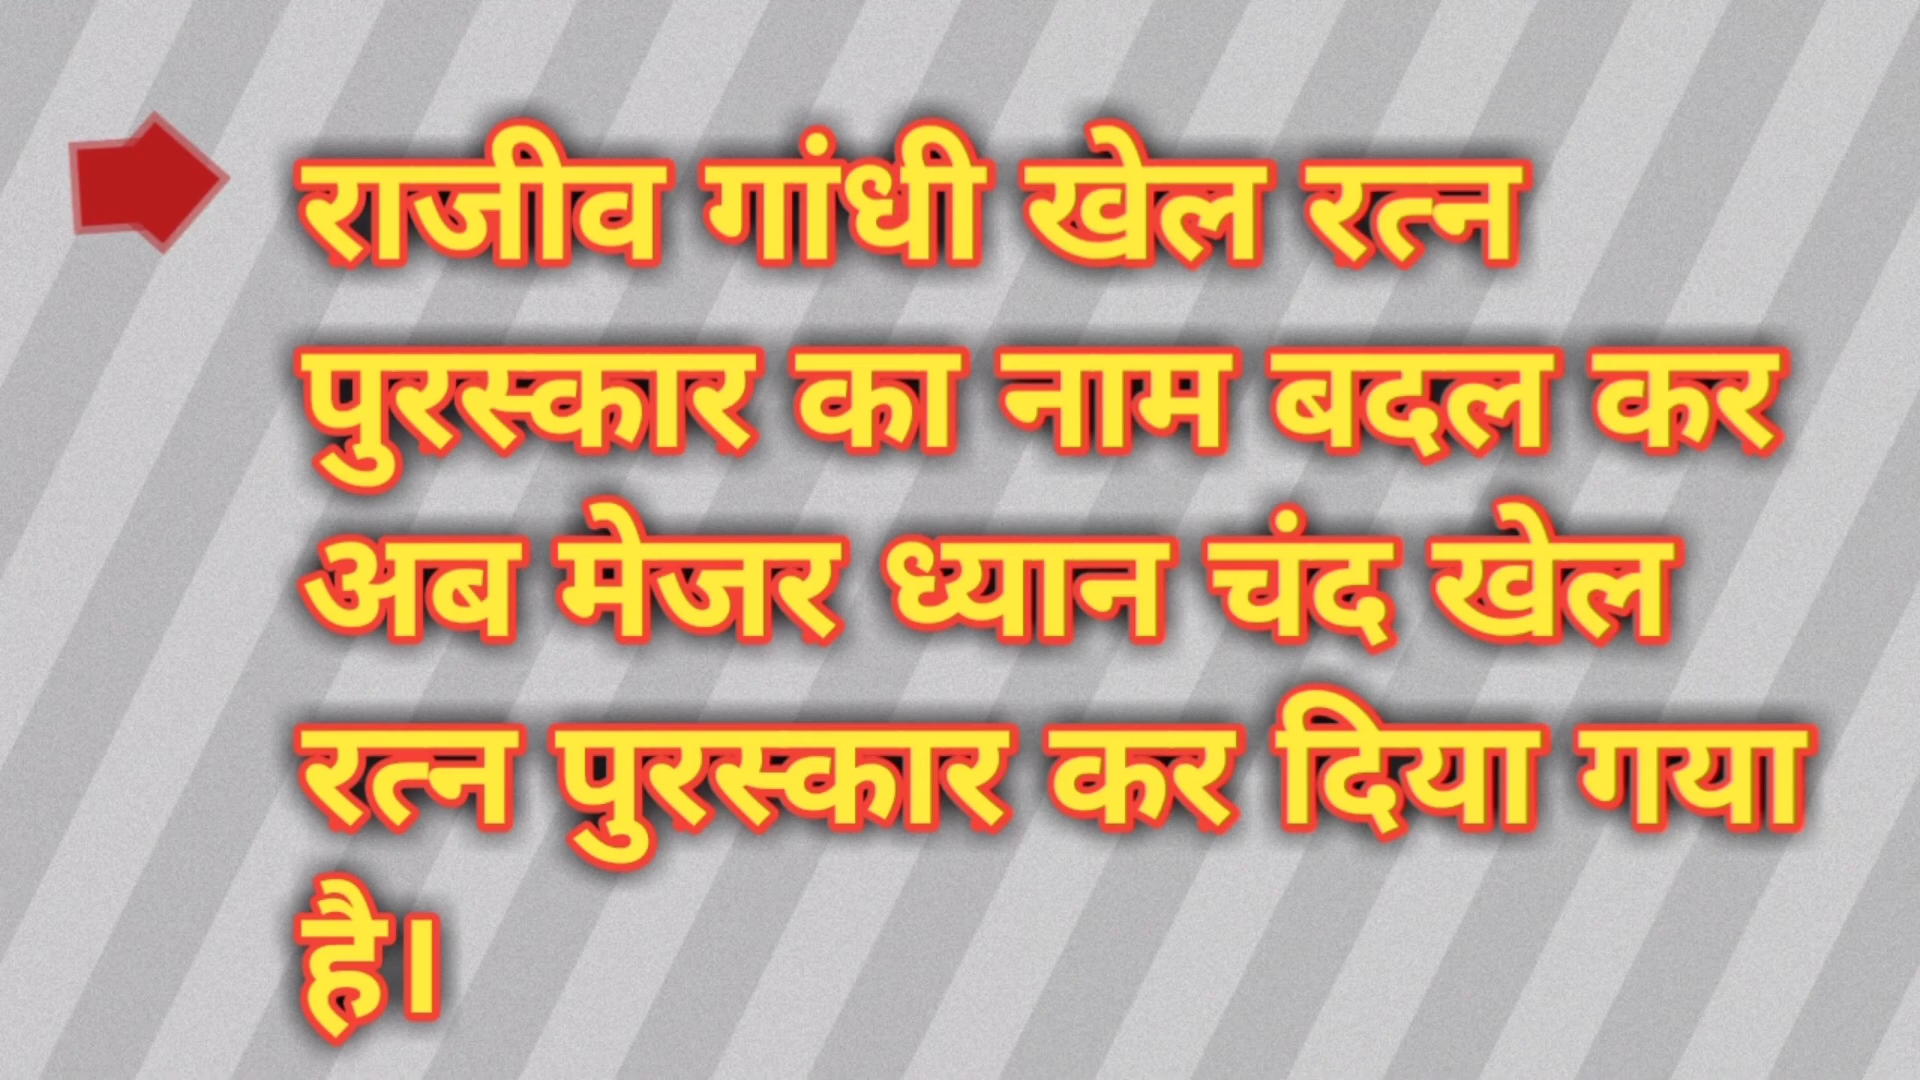 राजीव गांधी खेल रत्न
पुरस्कार का नाम बदल कर
अब मेजर ध्यान चंद खेल
रत्न पुरस्कार कर दिया गया
है।